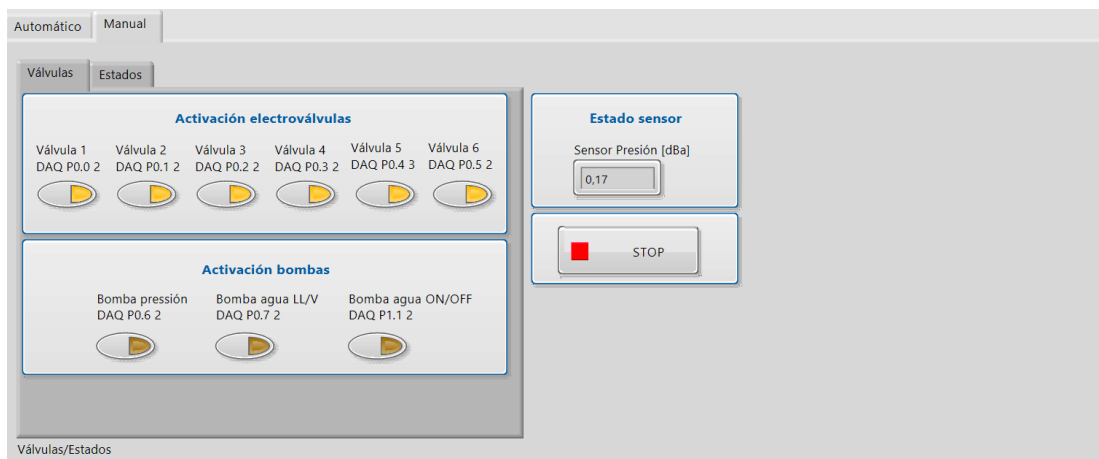 Automático
Manual
Válvulas
Estados
Activación electroválvulas
Válvula 1
DAQ P0.0 2
Válvula 2
DAQ P0.1 2
Válvula 3
DAQ P0.2 2
Válvula 4
DAQ P0.3 2
Válvula 5
DAQ P0.4 3
Válvula 6
DAQ P0.5 2
Activación bombas
Bomba pressión
DAQ P0.6 2
Bomba agua LL/V
DAQ P0.7 2
Bomba agua ON/OFF
DAQ P1.1 2
Estado sensor
Sensor Presión [dBa]
0,17
STOP
Válvulas/Estados